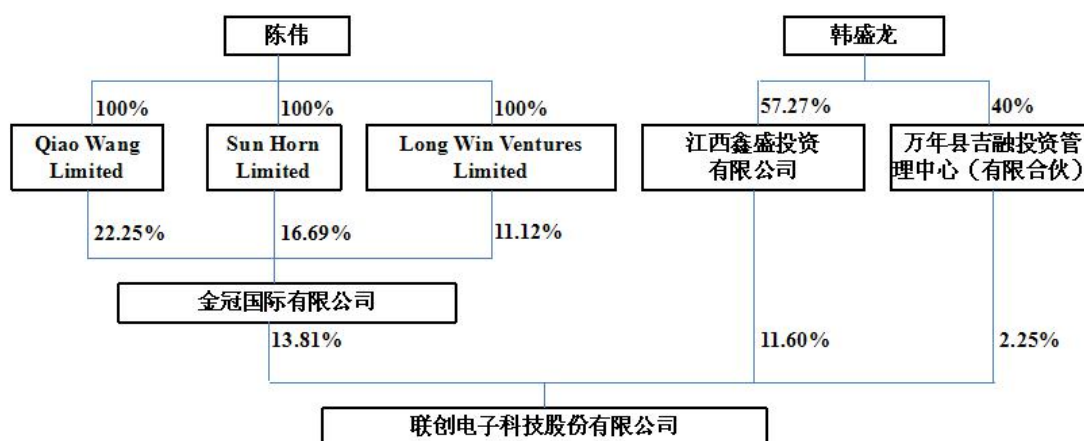 陈伟
韩盛龙
100%
100%
100%
57.27%
40%
Qiao Wang
Limited
Sun Horn
Limited
Long Win Ventures
Limited
江西鑫盛投资
有限公司
万年县吉融投资管
理中心（有限合伙）
22.25%
16.69%
11.12%
金冠国际有限公司
13.81%
11.60%
2.25%
联创电子科技股份有限公司